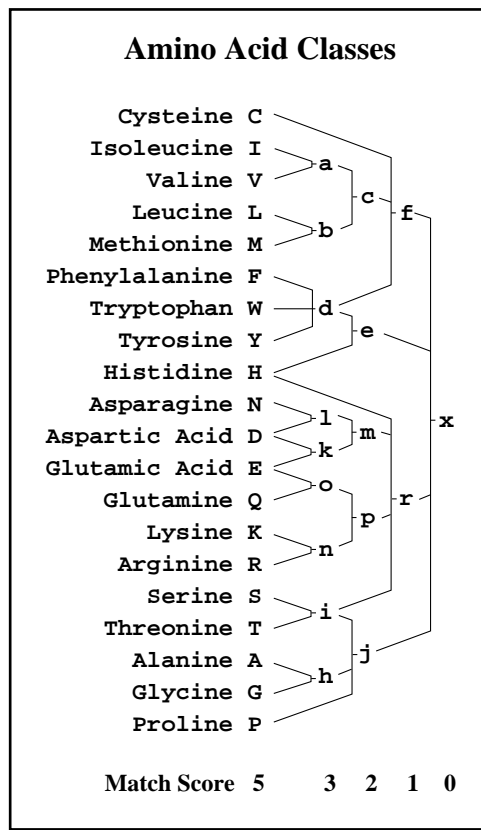 Amino Acid Classes
Cysteine C
Isoleucine I
a
Valine V
c
f
Leucine L
b
Methionine M
Phenylalanine F
Tryptophan W
d
e
Tyrosine Y
Histidine H
Asparagine N
l
x
m
Aspartic Acid D
k
Glutamic Acid E
o
Glutamine Q
r
p
Lysine K
n
Arginine R
Serine S
i
Threonine T
j
Alanine A
h
Glycine G
Proline P
Match Score 5 3 2 1 0